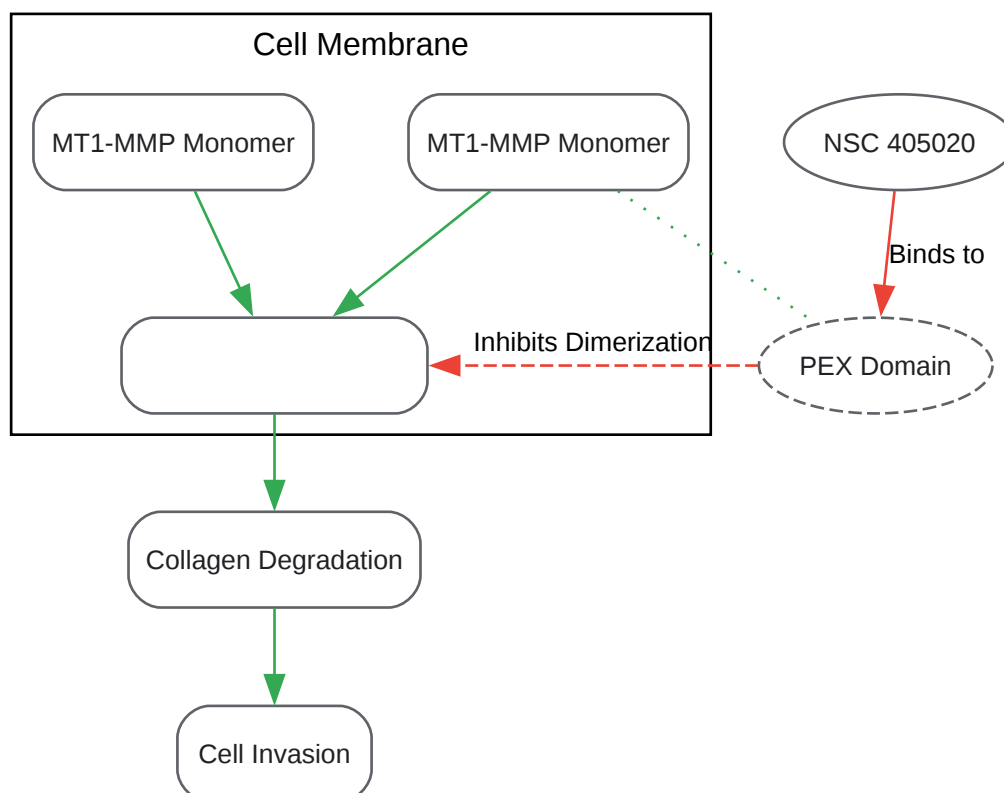 Cell Membrane
MT1-MMP Monomer
MT1-MMP Monomer
NSC 405020
Binds to
Inhibits Dimerization
PEX Domain
Collagen Degradation
Cell Invasion